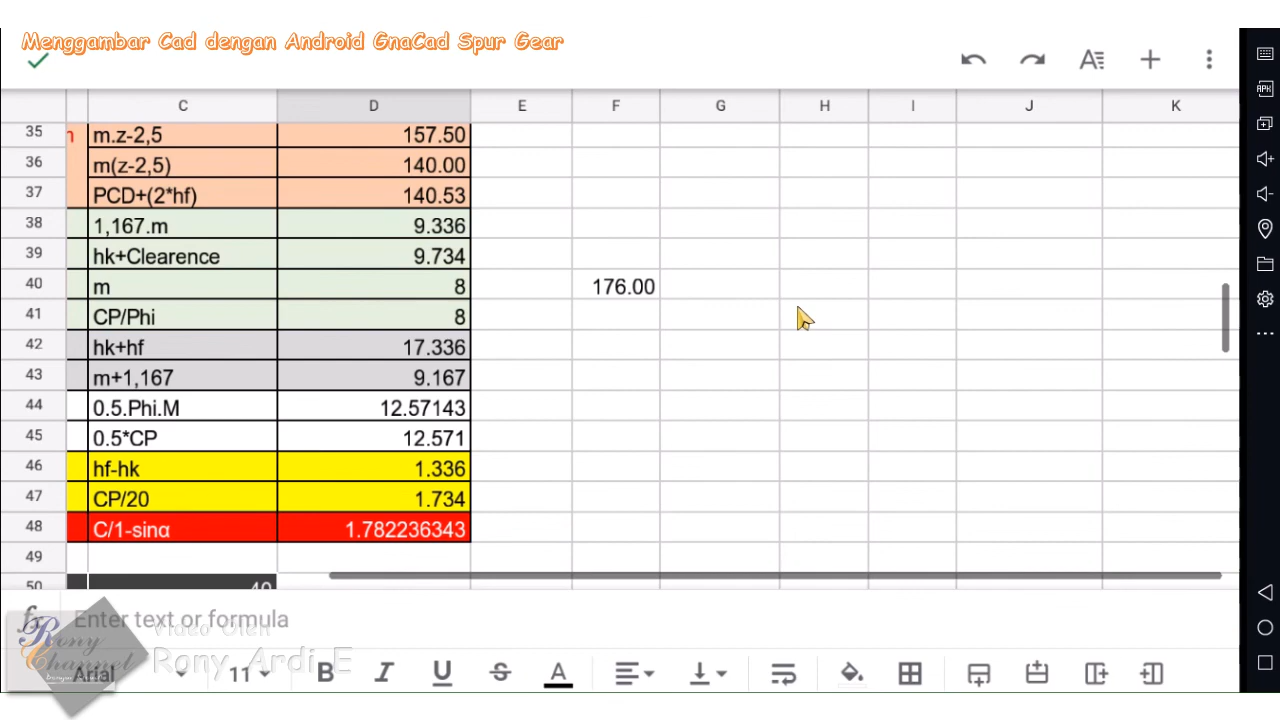 Menggambar Cad dengan Android GnaCad Spur Gear
C D E F G H I J K
35 m.z-2,5 157.50
36 m(z-2,5) 140.00
37 PCD+(2*hf) 140.53
38 1,167.m 9.336
39 hk+Clearence 9.734
40 m 8 176.00
41 CP/Phi 8
42 hk+hf 17.336
43 m+1,167 9.167
44 0.5.Phi.M 12.57143
45 0.5*CP 12.571
46 hf-hk 1.336
47 CP/20 1.734
48 C/1-sinα 1.782236343
49
50 40
Enter text or formula
Video Oleh
Rony Ardi E
Rony
Channel
Arial 11 B I U S A